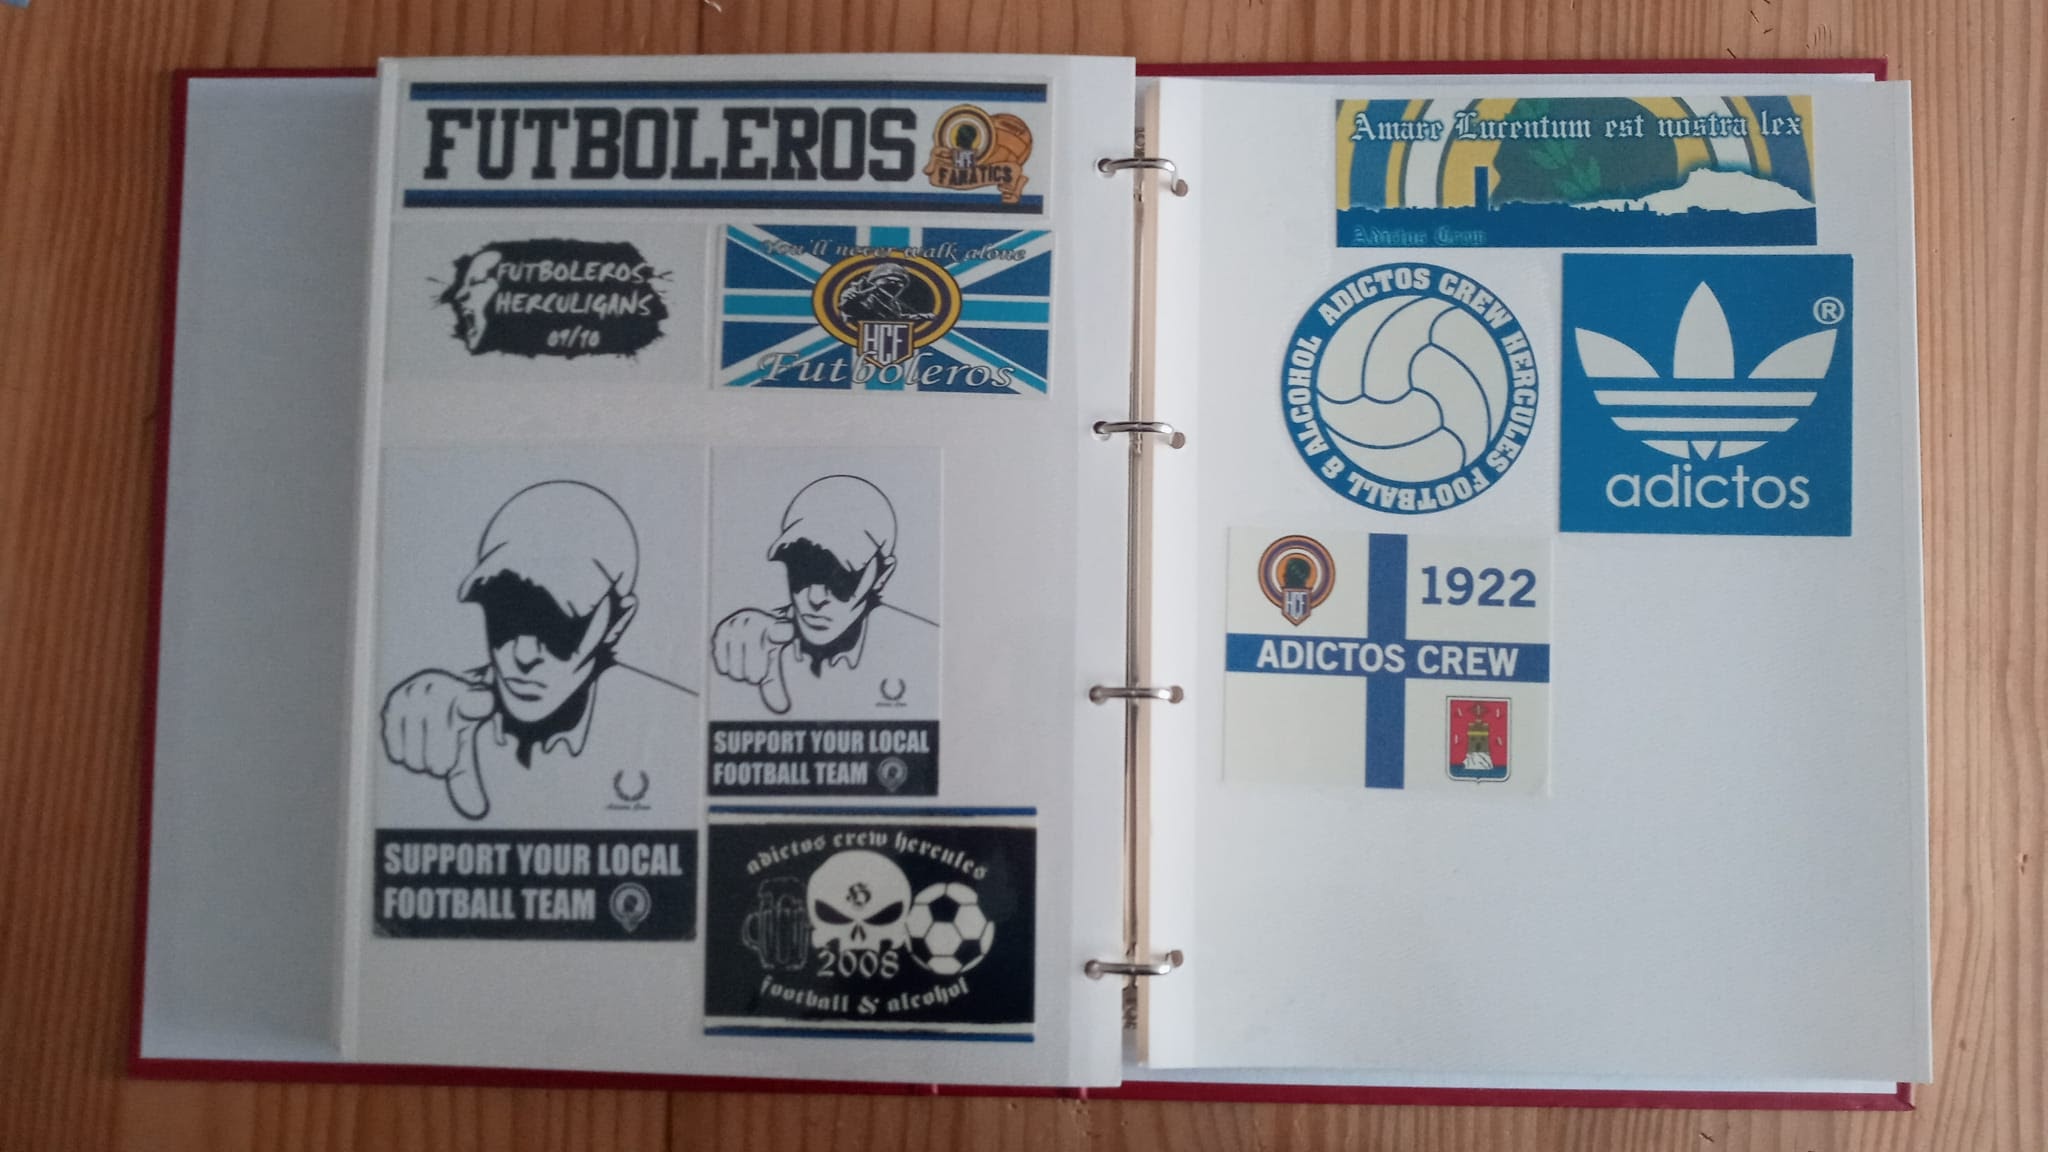 FUTBOLEROS
HCF
FANATICS
FUTBOLEROS
HERCULIGANS
09/10
You'll never walk alone
HCF
Futboleros
SUPPORT YOUR LOCAL
FOOTBALL TEAM
SUPPORT YOUR LOCAL
FOOTBALL TEAM
adictos crew hercules
H
2008
football & alcohol
Amare Lucentum est nostra lex
Adictos Crew
ADICTOS CREW HERCULES FOOTBALL & ALCOHOL
®
adictos
HCF
1922
ADICTOS CREW